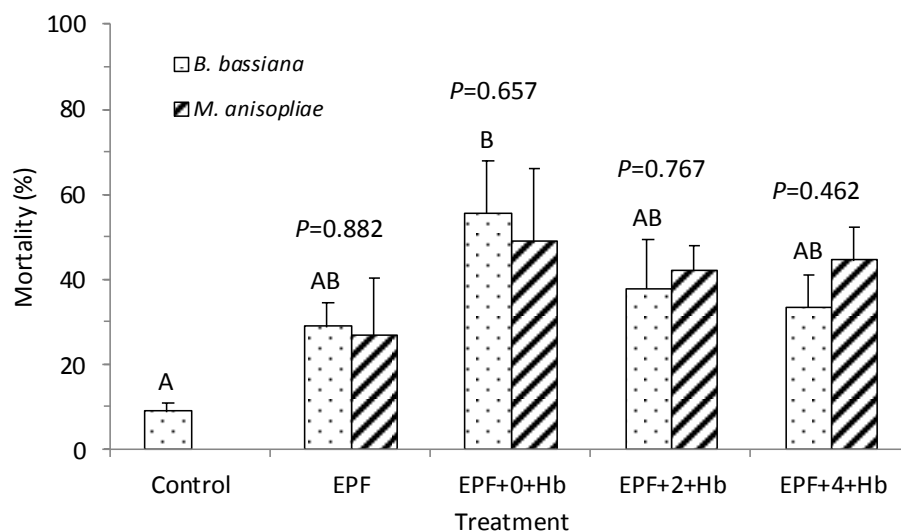 100
80
60
40
20
0
Mortality (%)
B. bassiana
M. anisopliae
P=0.657
P=0.767
P=0.462
P=0.882
A
AB
B
AB
AB
Control
EPF
EPF+0+Hb
EPF+2+Hb
EPF+4+Hb
Treatment